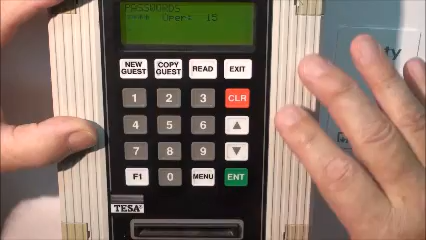 PASSWORDS
**** Oper: 15
NEW GUEST
COPY GUEST
READ
EXIT
1
2
3
CLR
4
5
6
▲
7
8
9
▼
F1
0
MENU
ENT
TESA